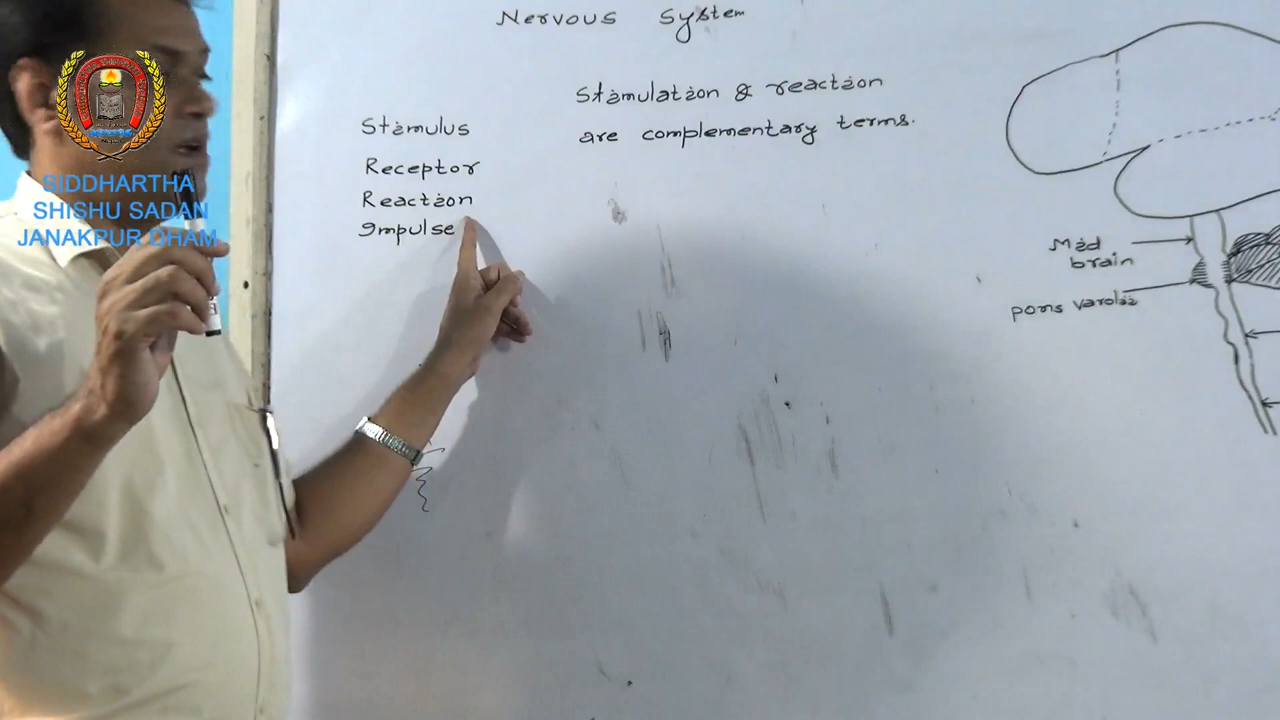 Nervous System
Stimulation & reaction
are complementary terms.
Stimulus
Receptor
Reaction
Impulse
Mid
brain
pons varolii
SIDDHARTHA
SHISHU SADAN
JANAKPUR DHAM